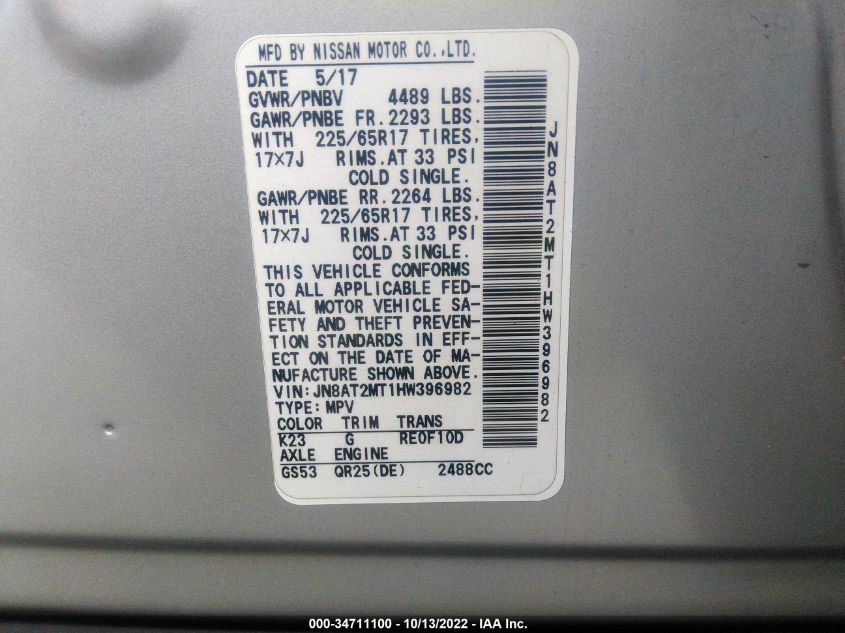 MFD BY NISSAN MOTOR CO.,LTD.
DATE 5/17
GVWR/PNBV 4489 LBS.
GAWR/PNBE FR.2293 LBS.
WITH 225/65R17 TIRES,
17×7J RIMS.AT 33 PSI
COLD SINGLE.
GAWR/PNBE RR.2264 LBS.
WITH 225/65R17 TIRES,
17×7J RIMS.AT 33 PSI
COLD SINGLE.
THIS VEHICLE CONFORMS
TO ALL APPLICABLE FED-
ERAL MOTOR VEHICLE SA-
FETY AND THEFT PREVEN-
TION STANDARDS IN EFF-
ECT ON THE DATE OF MA-
NUFACTURE SHOWN ABOVE.
VIN:JN8AT2MT1HW396982
TYPE:MPV
COLOR TRIM TRANS
K23 G RE0F10D
AXLE ENGINE
GS53 QR25(DE) 2488CC
JN8AT2MT1HW396982
000-34711100 - 10/13/2022 - IAA Inc.